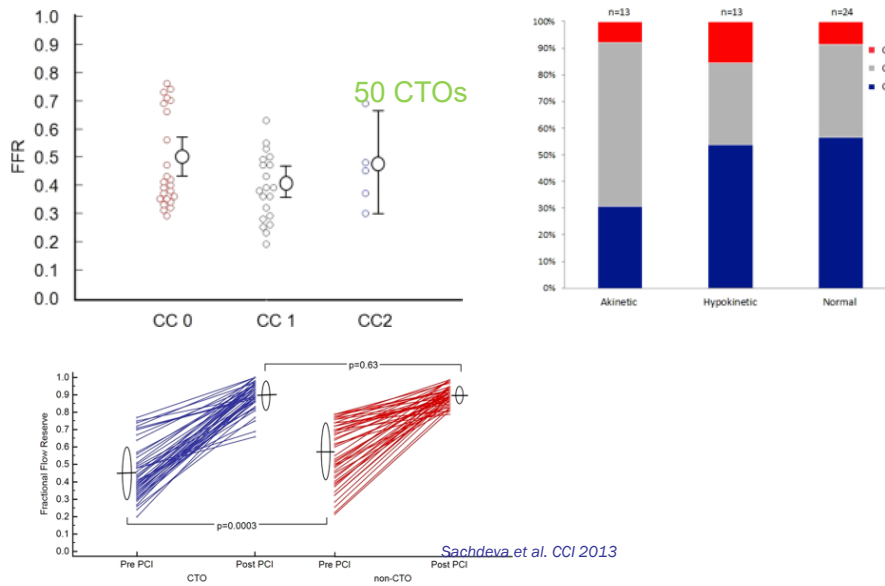 1.0
0.9
0.8
0.7
0.6
0.5
0.4
0.3
0.2
0.1
0.0
FFR
50 CTOs
CC 0
CC 1
CC2
n=13
n=13
n=24
100%
90%
80%
70%
60%
50%
40%
30%
20%
10%
0%
Akinetic
Hypokinetic
Normal
p=0.63
1.0
0.9
0.8
0.7
0.6
0.5
0.4
0.3
0.2
0.1
0.0
Fractional Flow Reserve
p=0.0003
Pre PCI
Post PCI
Pre PCI
Post PCI
CTO
non-CTO
Sachdeva et al. CCI 2013